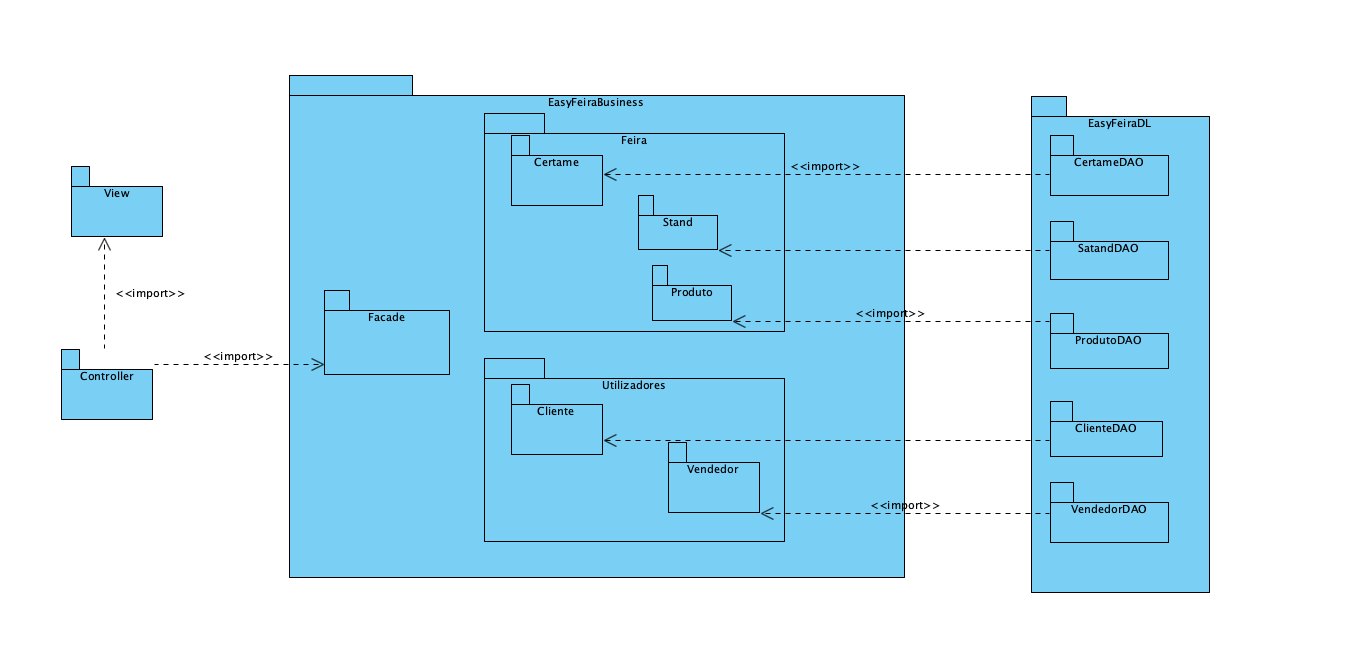 EasyFeiraBusiness
EasyFeiraDL
Feira
Certame
<<import>>
CertameDAO
View
Stand
SatandDAO
<<import>>
Produto
<<import>>
ProdutoDAO
Facade
<<import>>
Controller
Utilizadores
Cliente
ClienteDAO
Vendedor
<<import>>
VendedorDAO